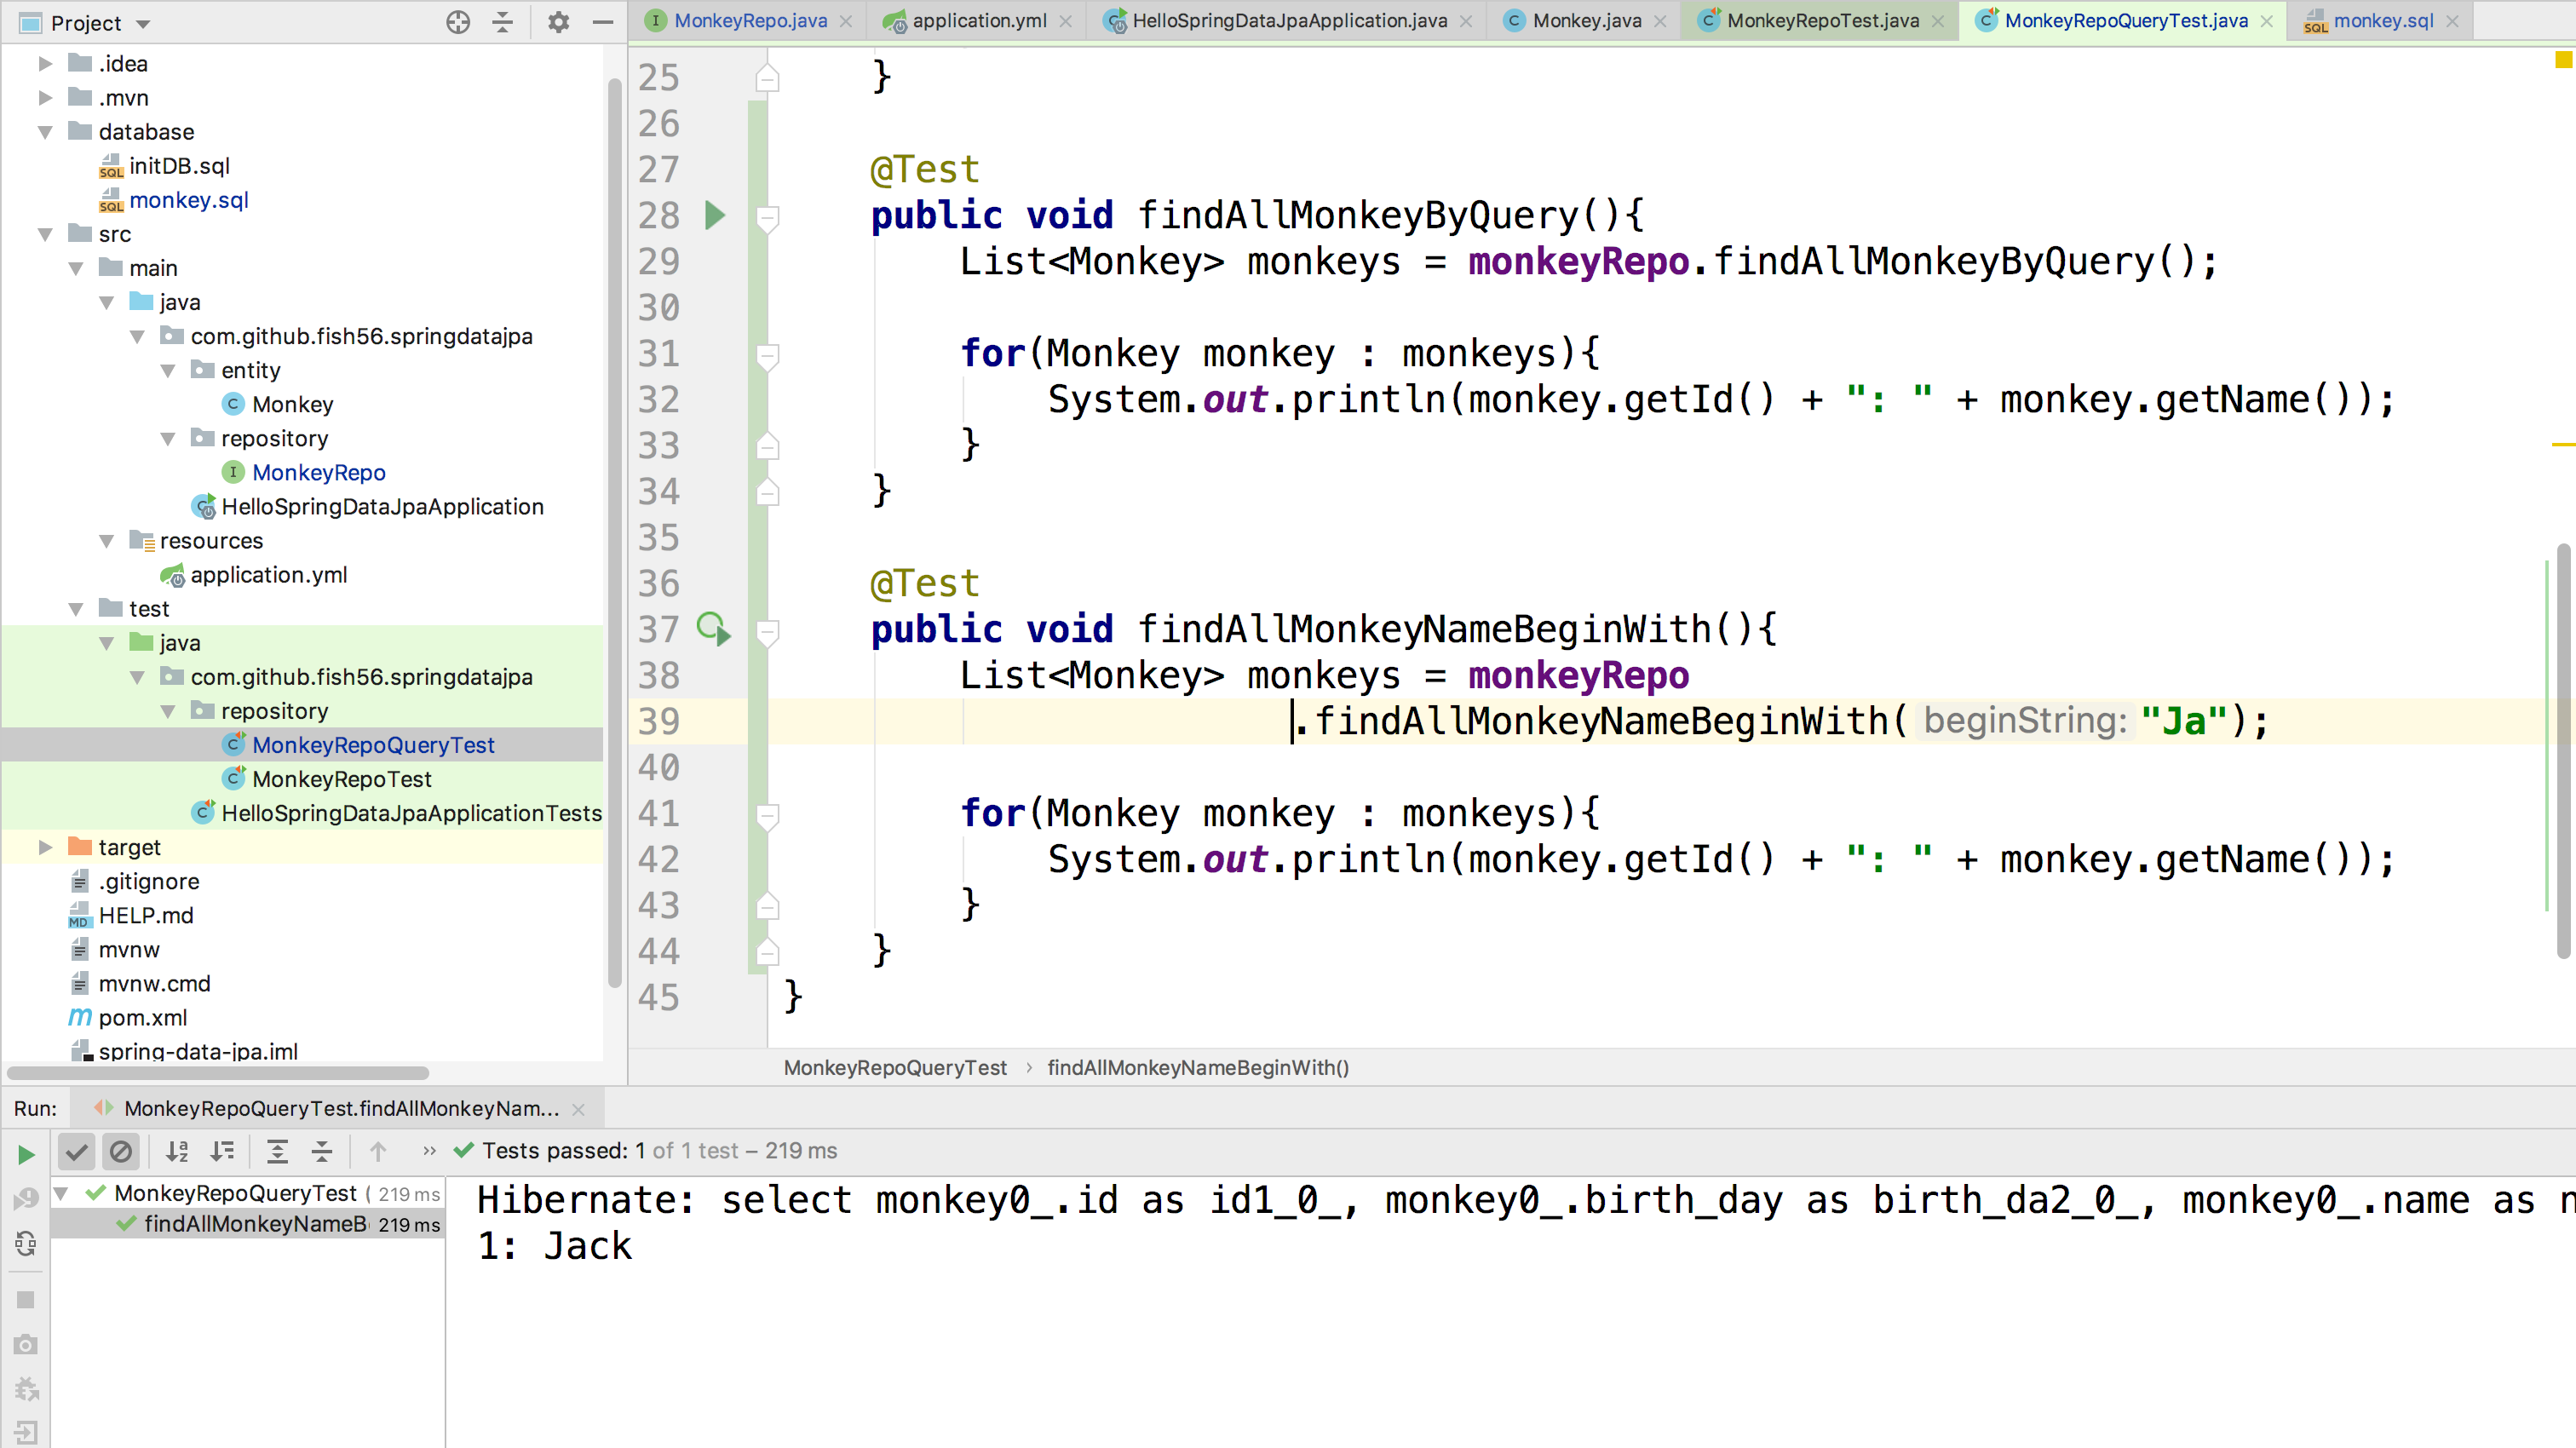 Project
.idea
.mvn
database
initDB.sql
monkey.sql
src
main
java
com.github.fish56.springdatajpa
entity
Monkey
repository
MonkeyRepo
HelloSpringDataJpaApplication
resources
application.yml
test
java
com.github.fish56.springdatajpa
repository
MonkeyRepoQueryTest
MonkeyRepoTest
HelloSpringDataJpaApplicationTests
target
.gitignore
HELP.md
mvnw
mvnw.cmd
pom.xml
spring-data-jpa.iml
MonkeyRepo.java application.yml HelloSpringDataJpaApplication.java Monkey.java MonkeyRepoTest.java MonkeyRepoQueryTest.java monkey.sql
25 }
26
27 @Test
28 public void findAllMonkeyByQuery(){
29 List<Monkey> monkeys = monkeyRepo.findAllMonkeyByQuery();
30
31 for(Monkey monkey : monkeys){
32 System.out.println(monkey.getId() + ": " + monkey.getName());
33 }
34 }
35
36 @Test
37 public void findAllMonkeyNameBeginWith(){
38 List<Monkey> monkeys = monkeyRepo
39 .findAllMonkeyNameBeginWith( beginString: "Ja");
40
41 for(Monkey monkey : monkeys){
42 System.out.println(monkey.getId() + ": " + monkey.getName());
43 }
44 }
45 }
MonkeyRepoQueryTest › findAllMonkeyNameBeginWith()
Run: MonkeyRepoQueryTest.findAllMonkeyNam...
» Tests passed: 1 of 1 test – 219 ms
MonkeyRepoQueryTest ( 219 ms
findAllMonkeyNameB 219 ms
Hibernate: select monkey0_.id as id1_0_, monkey0_.birth_day as birth_da2_0_, monkey0_.name as n
1: Jack